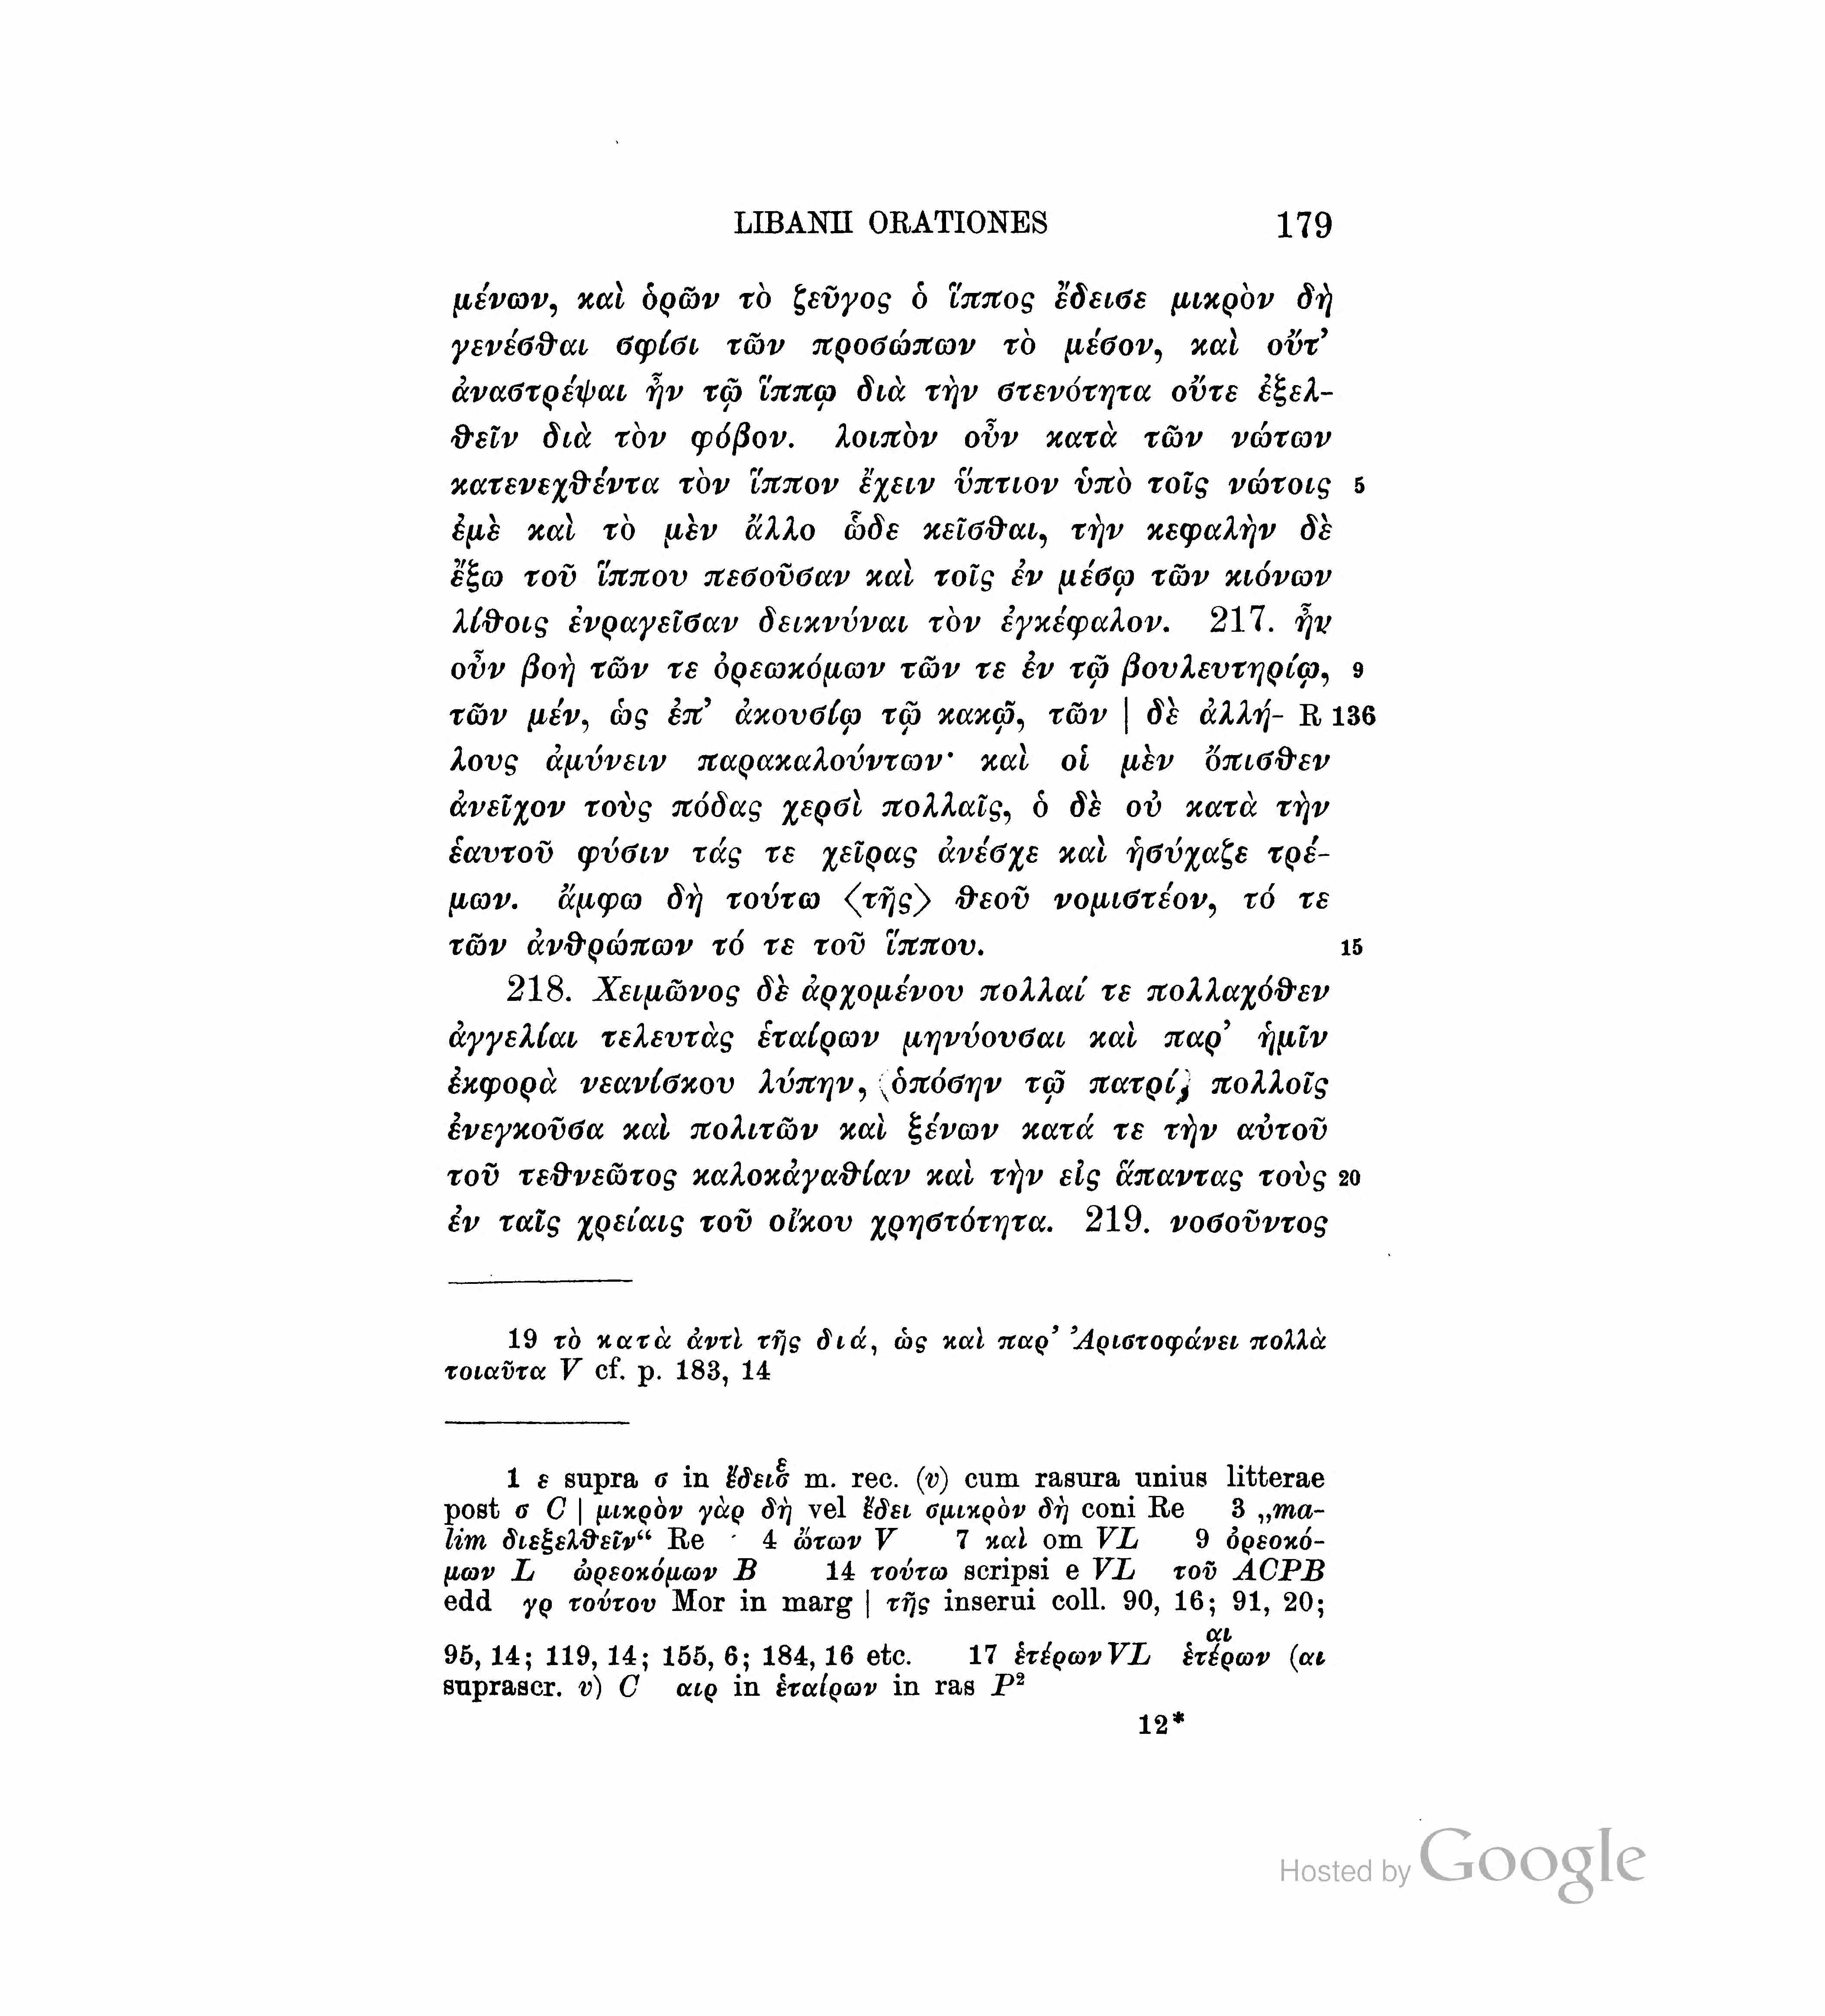 LIBANII ORATIONES 179
μένων, καὶ ὁρῶν τὸ ζεῦγος ὁ ἵππος ἔδεισε μικρὸν δὴ
γενέσθαι σφίσι τῶν προσώπων τὸ μέσον, καὶ οὔτ’
ἀναστρέψαι ἦν τῷ ἵππῳ διὰ τὴν στενότητα οὔτε ἐξελ-
θεῖν διὰ τὸν φόβον. λοιπὸν οὖν κατὰ τῶν νώτων
κατενεχθέντα τὸν ἵππον ἔχειν ὕπτιον ὑπὸ τοῖς νώτοις 5
ἐμὲ καὶ τὸ μὲν ἄλλο ὧδε κεῖσθαι, τὴν κεφαλὴν δὲ
ἔξω τοῦ ἵππου πεσοῦσαν καὶ τοῖς ἐν μέσῳ τῶν κιόνων
λίθοις ἐνραγεῖσαν δεικνύναι τὸν ἐγκέφαλον. 217. ἦν
οὖν βοὴ τῶν τε ὀρεωκόμων τῶν τε ἐν τῷ βουλευτηρίῳ, 9
τῶν μέν, ὡς ἐπ’ ἀκουσίῳ τῷ κακῷ, τῶν | δὲ ἀλλή- R 136
λους ἀμύνειν παρακαλούντων· καὶ οἱ μὲν ὄπισθεν
ἀνεῖχον τοὺς πόδας χερσὶ πολλαῖς, ὁ δὲ οὐ κατὰ τὴν
ἑαυτοῦ φύσιν τάς τε χεῖρας ἀνέσχε καὶ ἡσύχαζε τρέ-
μων. ἄμφω δὴ τούτω ⟨τῆς⟩ θεοῦ νομιστέον, τό τε
τῶν ἀνθρώπων τό τε τοῦ ἵππου. 15
218. Χειμῶνος δὲ ἀρχομένου πολλαί τε πολλαχόθεν
ἀγγελίαι τελευτὰς ἑταίρων μηνύουσαι καὶ παρ’ ἡμῖν
ἐκφορὰ νεανίσκου λύπην, ὁπόσην τῷ πατρί, πολλοῖς
ἐνεγκοῦσα καὶ πολιτῶν καὶ ξένων κατά τε τὴν αὐτοῦ
τοῦ τεθνεῶτος καλοκἀγαθίαν καὶ τὴν εἰς ἅπαντας τοὺς 20
ἐν ταῖς χρείαις τοῦ οἴκου χρηστότητα. 219. νοσοῦντος
19 τὸ κατὰ ἀντὶ τῆς διά, ὡς καὶ παρ’ Ἀριστοφάνει πολλὰ
τοιαῦτα V cf. p. 183, 14
1 ε supra σ in ἔδεισ̉ͤ m. rec. (v) cum rasura unius litterae
post σ C | μικρὸν γὰρ δὴ vel ἔδει σμικρὸν δὴ coni Re 3 „ma-
lim διεξελθεῖν“ Re 4 ὤτων V 7 καὶ om VL 9 ὀρεοκό-
μων L ὡρεοκόμων B 14 τούτω scripsi e VL τοῦ ACPB
edd γρ τούτου Mor in marg | τῆς inserui coll. 90, 16; 91, 20;
αι
95, 14; 119, 14; 155, 6; 184, 16 etc. 17 ἑτέρων VL ἑτέρων (αι
suprascr. v) C αιρ in ἑταίρων in ras P²
12*
Hosted by Google